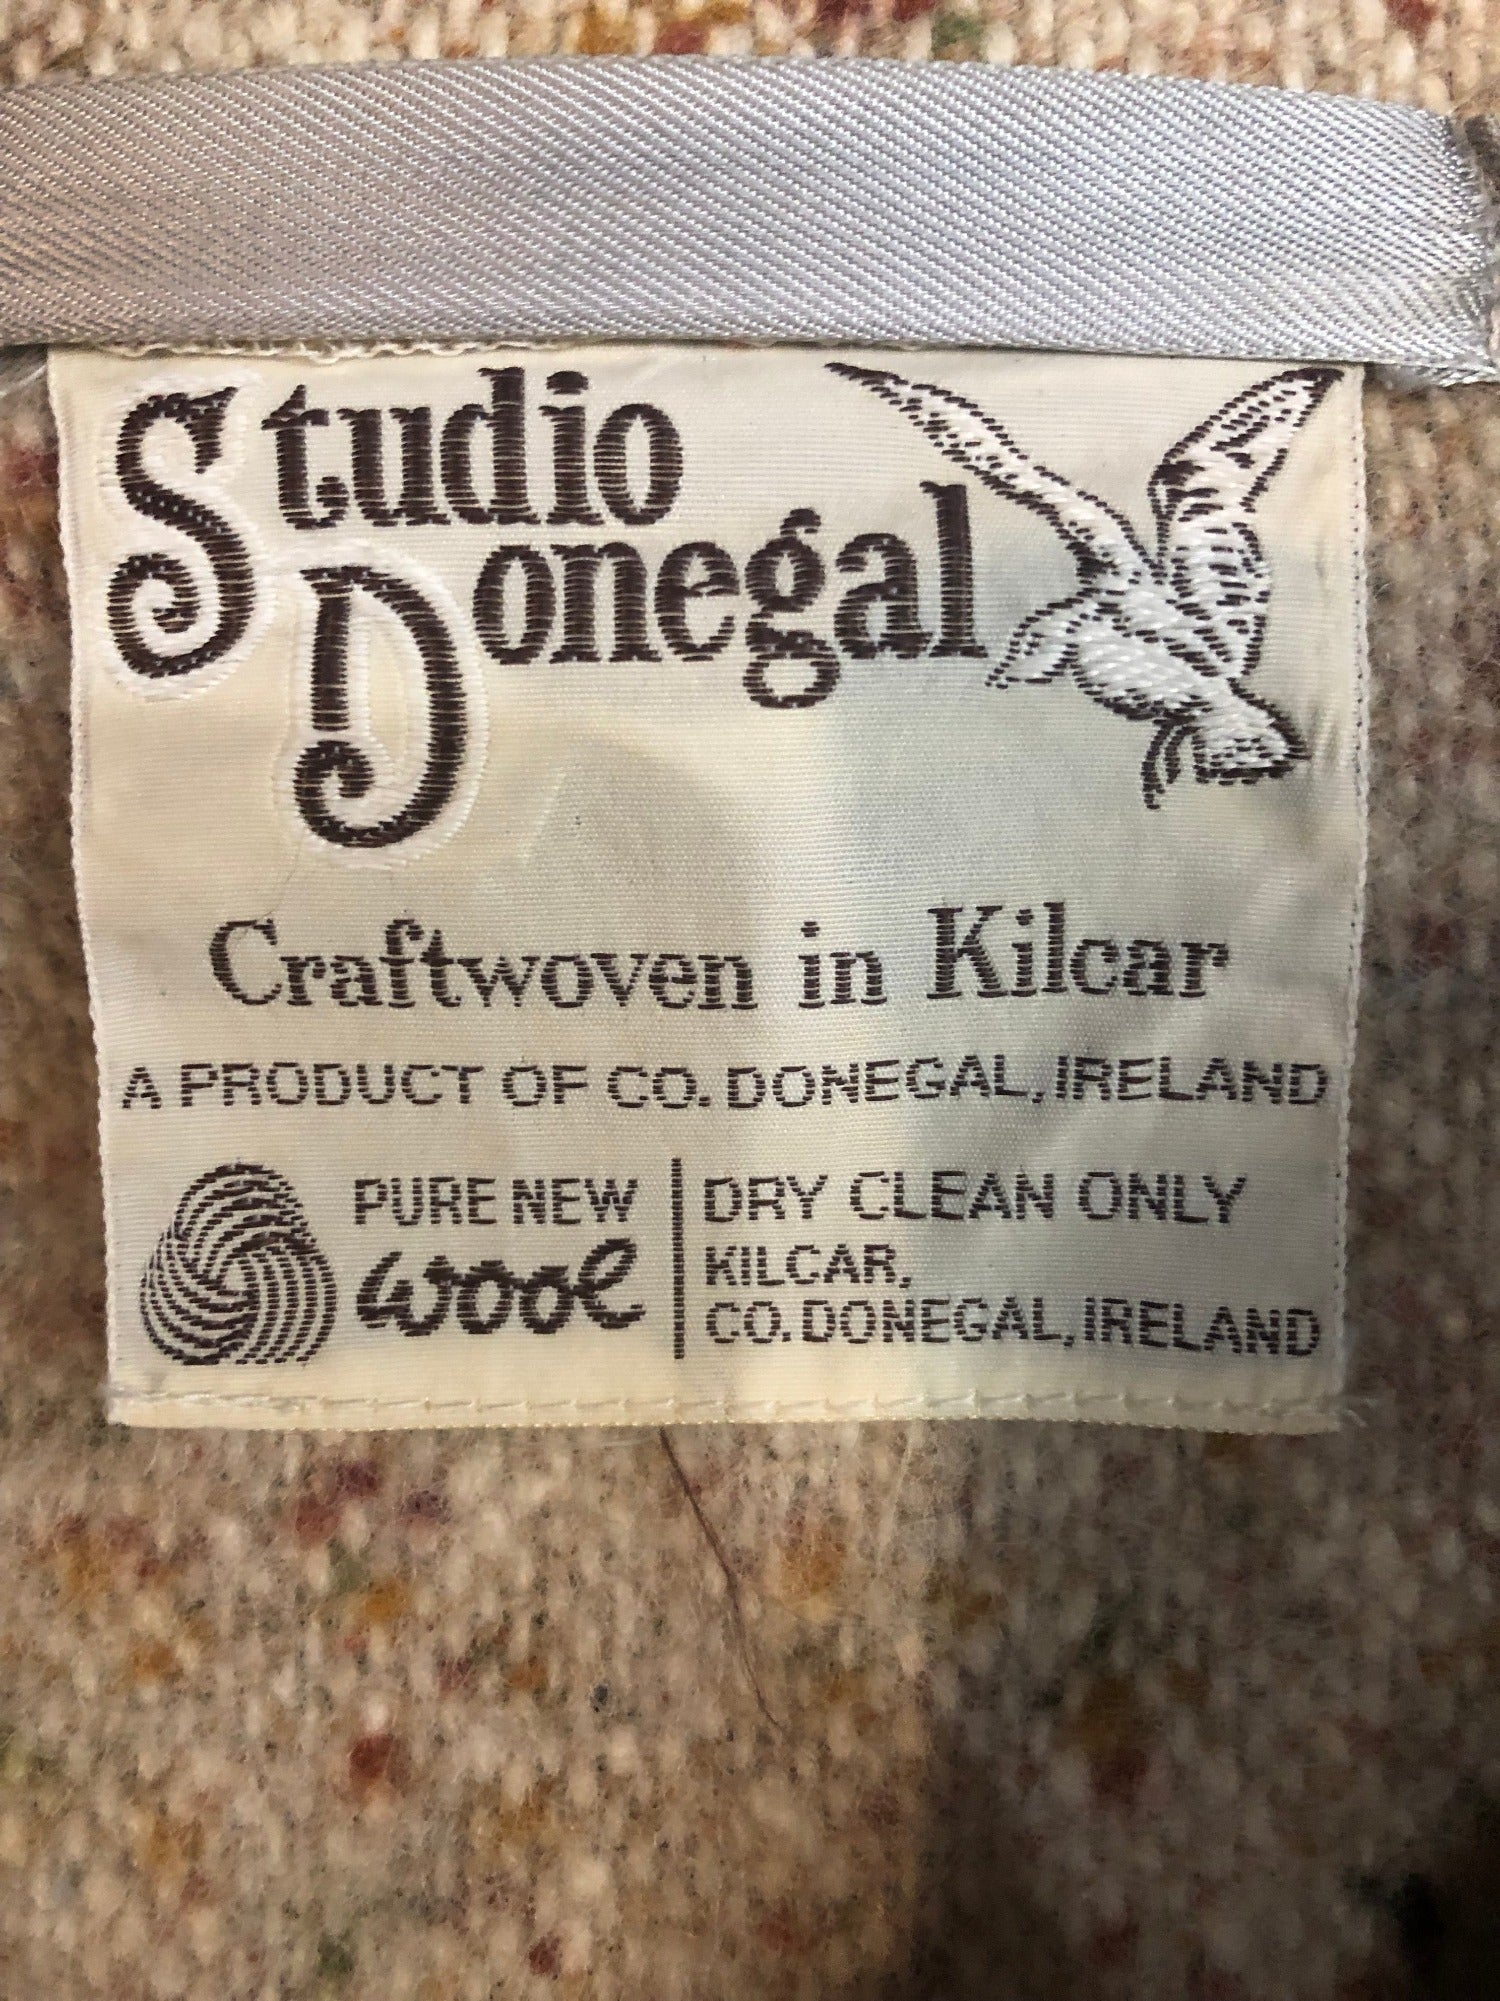 Studio
Donegal
Craftwoven in Kilcar
A PRODUCT OF CO. DONEGAL, IRELAND
PURE NEW
wool
DRY CLEAN ONLY
KILCAR,
CO. DONEGAL, IRELAND